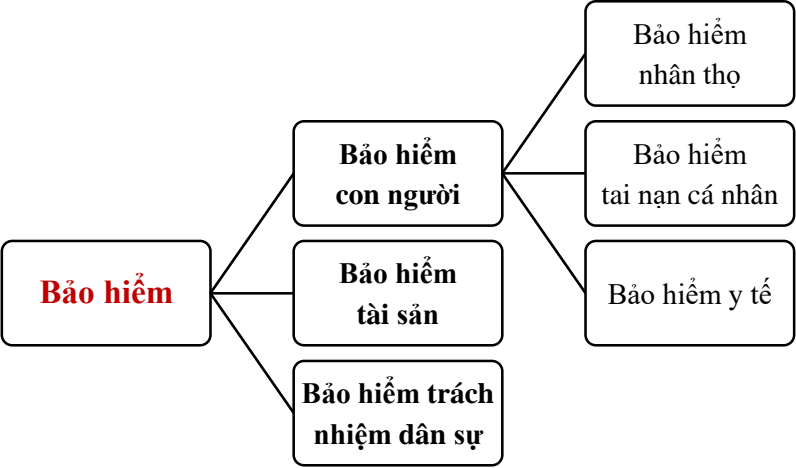 Bảo hiểm
Bảo hiểm
con người
Bảo hiểm
tài sản
Bảo hiểm trách
nhiệm dân sự
Bảo hiểm
nhân thọ
Bảo hiểm
tai nạn cá nhân
Bảo hiểm y tế